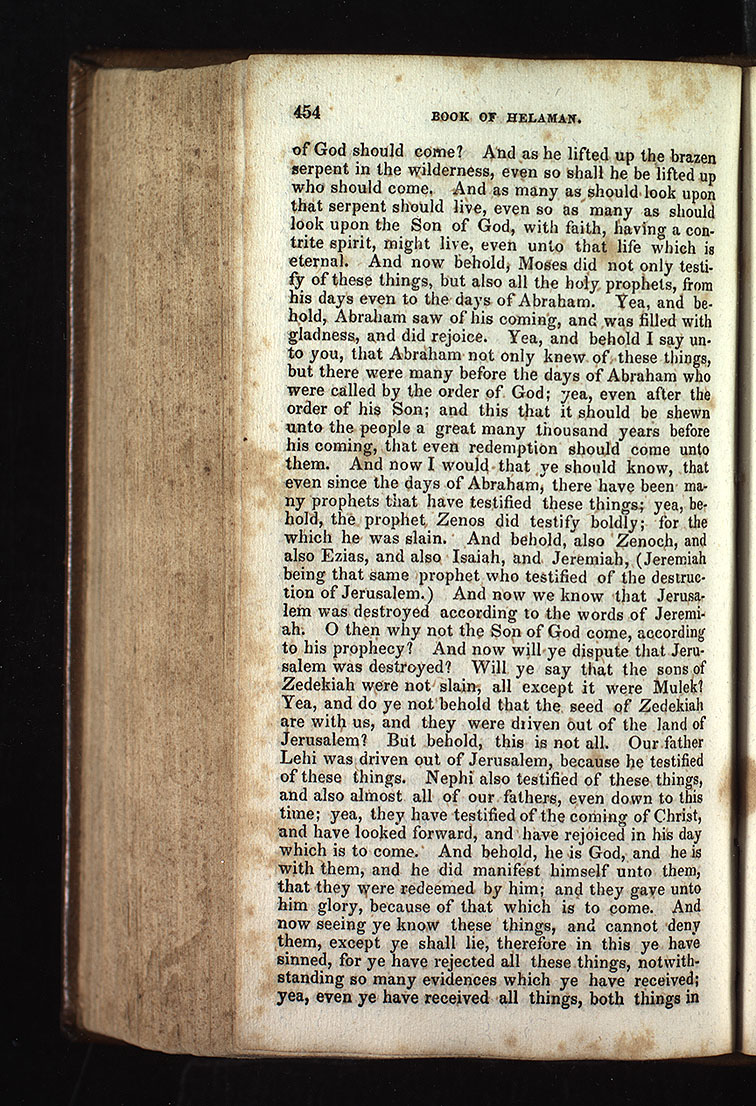 454
BOOK OF HELAMAN.
of God should come? And as he lifted up the brazen
serpent in the wilderness, even so shall he be lifted up
who should come. And as many as should look upon
that serpent should live, even so as many as should
look upon the Son of God, with faith, having a con-
trite spirit, might live, even unto that life which is
eternal. And now behold, Moses did not only testi-
fy of these things, but also all the holy prophets, from
his days even to the days of Abraham. Yea, and be-
hold, Abraham saw of his coming, and was filled with
gladness, and did rejoice. Yea, and behold I say un-
to you, that Abraham not only knew of these things,
but there were many before the days of Abraham who
were called by the order of God; yea, even after the
order of his Son; and this that it should be shewn
unto the people a great many thousand years before
his coming, that even redemption should come unto
them. And now I would that ye should know, that
even since the days of Abraham, there have been ma-
ny prophets that have testified these things; yea, be-
hold, the prophet Zenos did testify boldly; for the
which he was slain. And behold, also Zenoch, and
also Ezias, and also Isaiah, and Jeremiah, (Jeremiah
being that same prophet who testified of the destruc-
tion of Jerusalem.) And now we know that Jerusa-
lem was destroyed according to the words of Jeremi-
ah. O then why not the Son of God come, according
to his prophecy? And now will ye dispute that Jeru-
salem was destroyed? Will ye say that the sons of
Zedekiah were not slain, all except it were Mulek?
Yea, and do ye not behold that the seed of Zedekiah
are with us, and they were driven out of the land of
Jerusalem? But behold, this is not all. Our father
Lehi was driven out of Jerusalem, because he testified
of these things. Nephi also testified of these things,
and also almost all of our fathers, even down to this
time; yea, they have testified of the coming of Christ,
and have looked forward, and have rejoiced in his day
which is to come. And behold, he is God, and he is
with them, and he did manifest himself unto them,
that they were redeemed by him; and they gave unto
him glory, because of that which is to come. And
now seeing ye know these things, and cannot deny
them, except ye shall lie, therefore in this ye have
sinned, for ye have rejected all these things, notwith-
standing so many evidences which ye have received;
yea, even ye have received all things, both things in